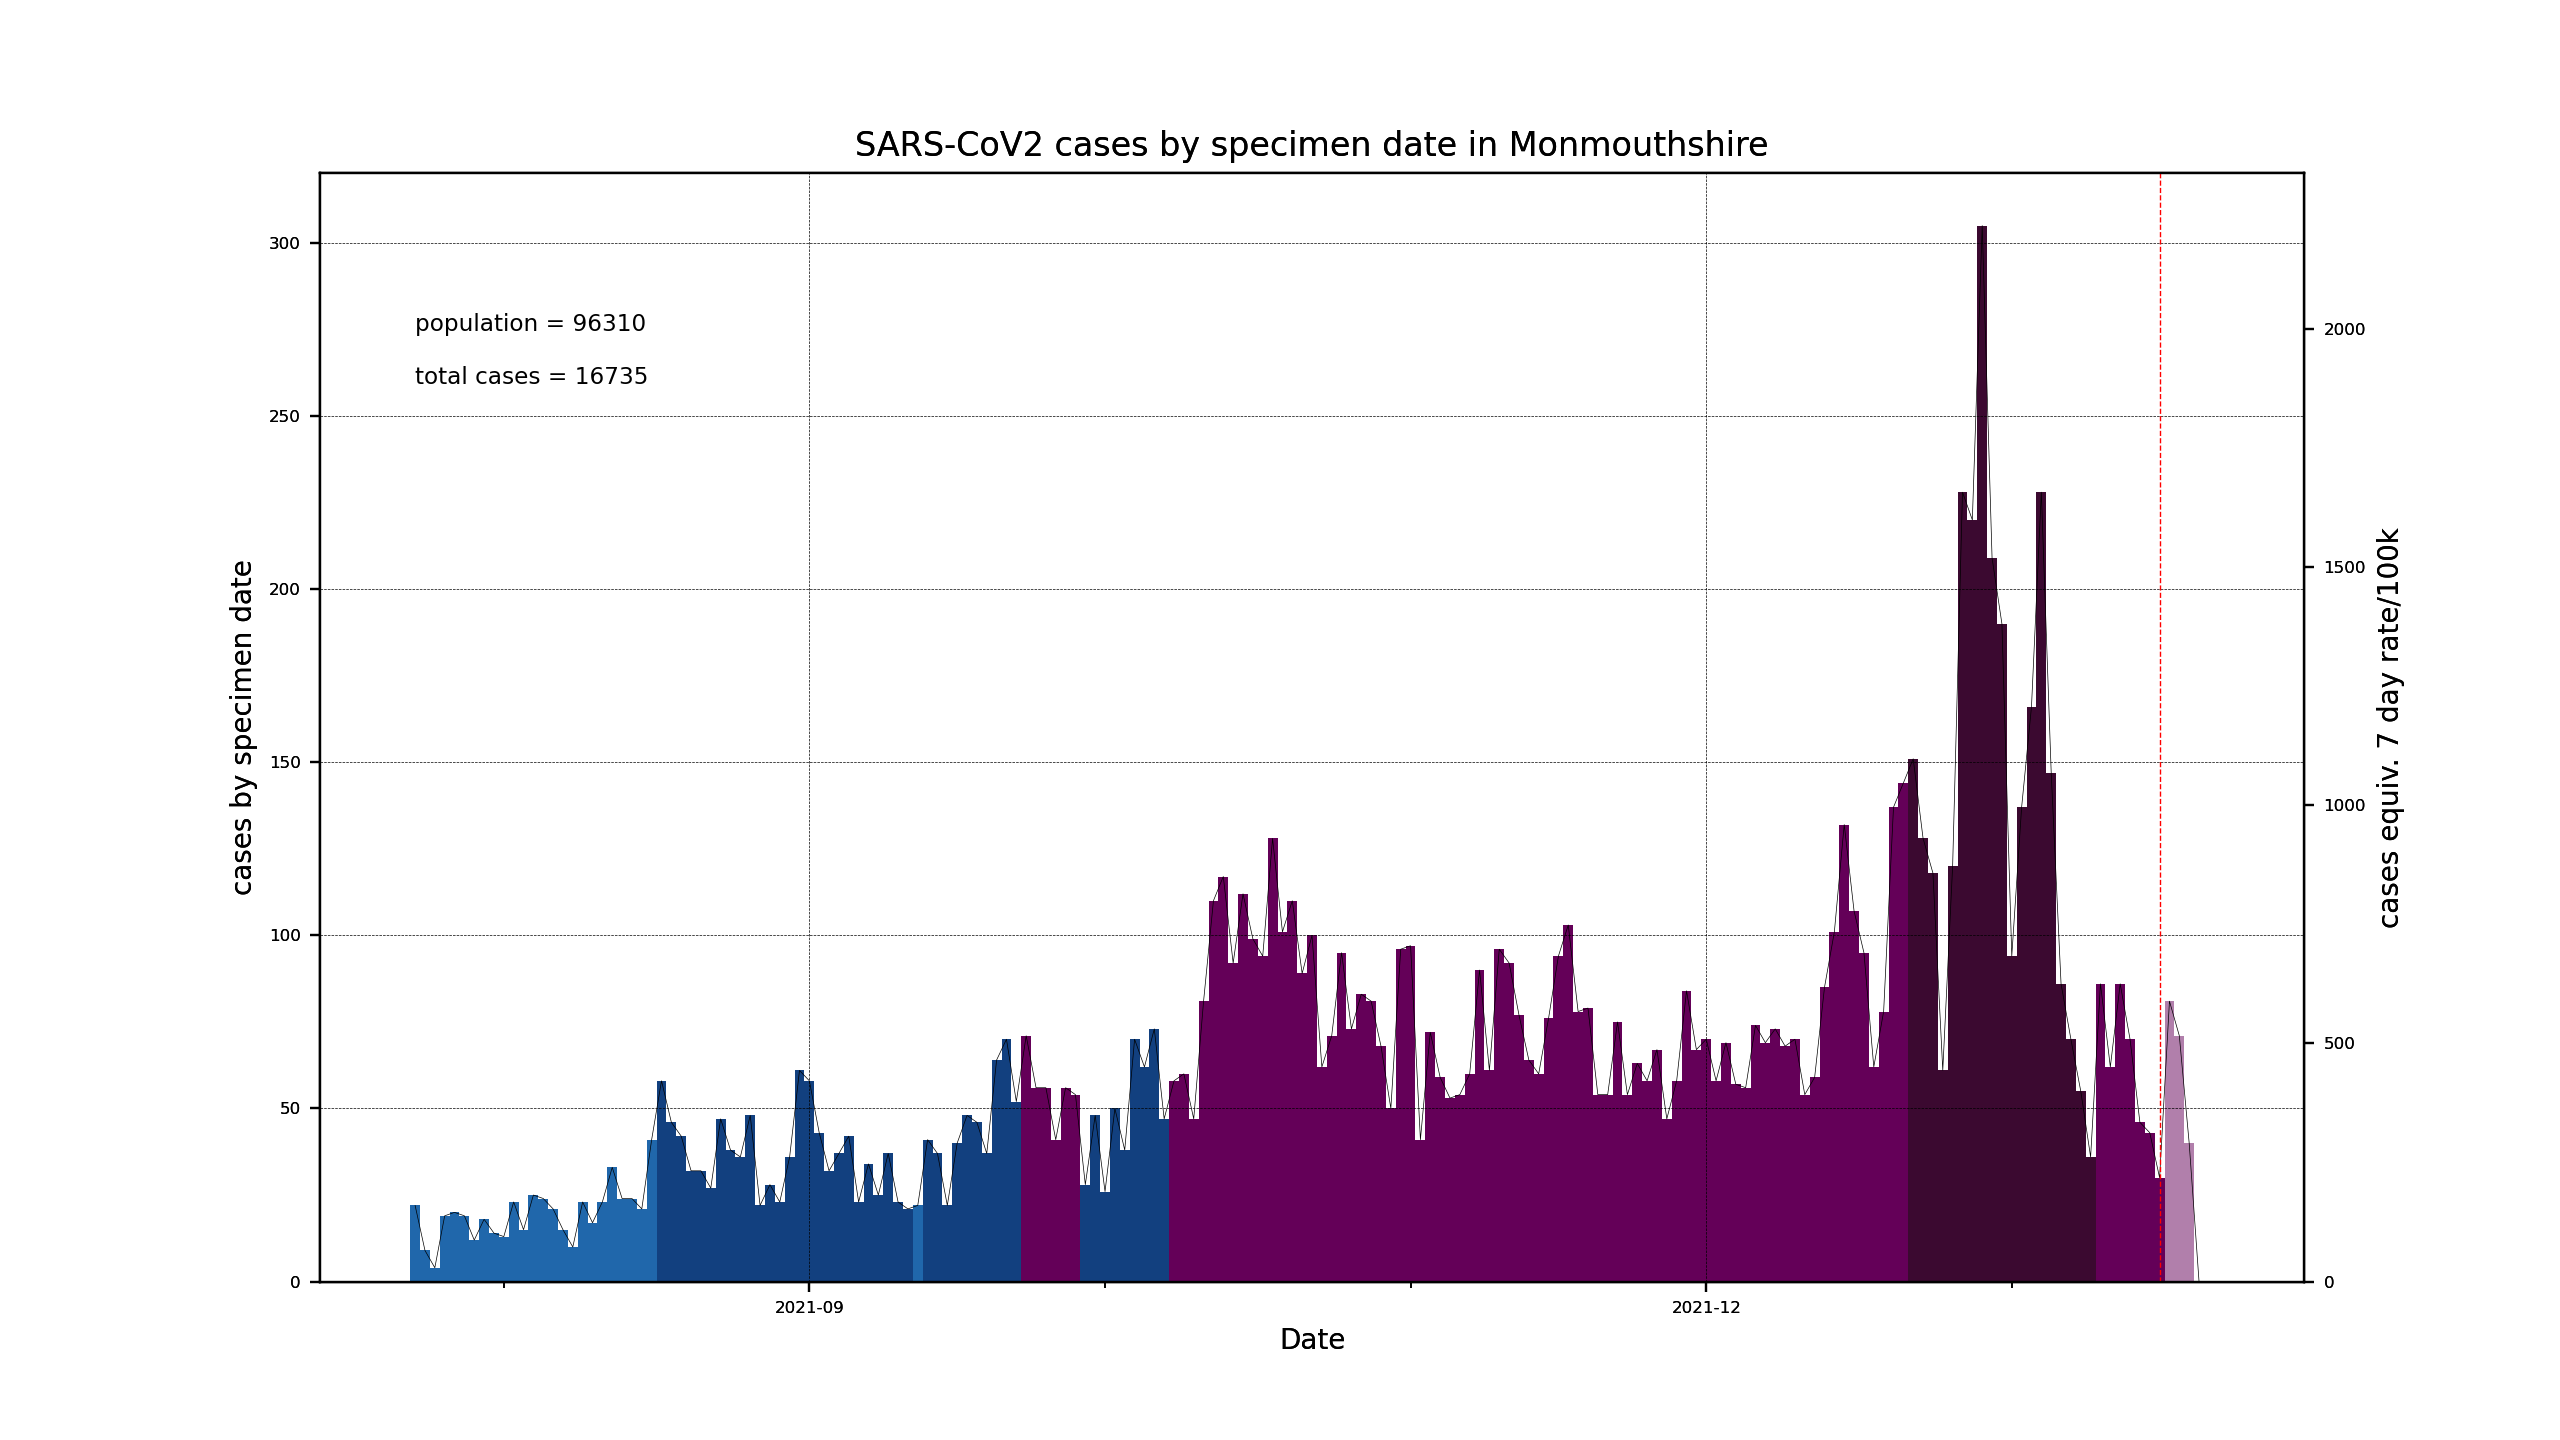 SARS-CoV2 cases by specimen date in Monmouthshire
population = 96310
total cases = 16735
cases by specimen date
300
250
200
150
100
50
0
2000
1500
1000
500
0
cases equiv. 7 day rate/100k
2021-09
2021-12
Date